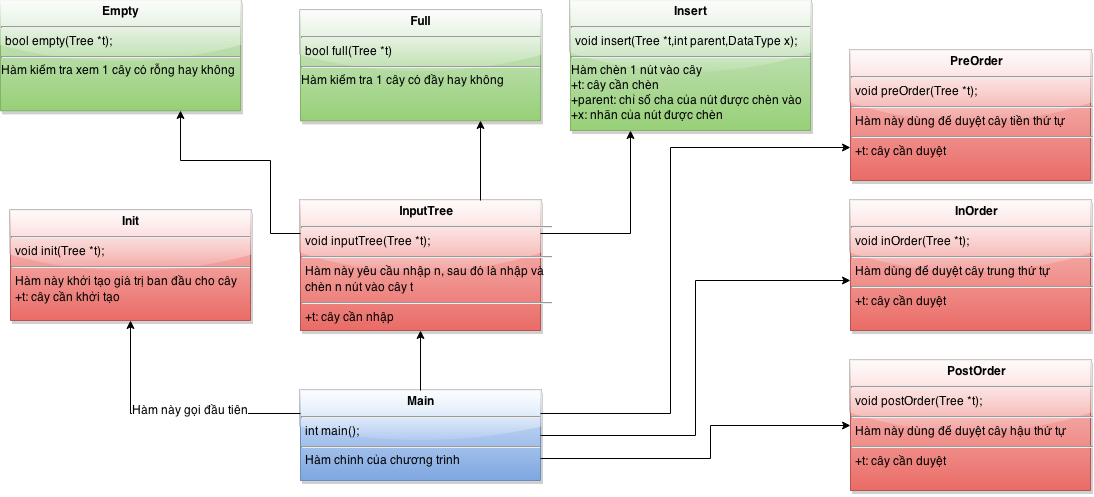 Empty
bool empty(Tree *t);
Hàm kiểm tra xem 1 cây có rỗng hay không
Full
bool full(Tree *t)
Hàm kiểm tra 1 cây có đầy hay không
Insert
void insert(Tree *t,int parent,DataType x);
Hàm chèn 1 nút vào cây
+t: cây cần chèn
+parent: chỉ số cha của nút được chèn vào
+x: nhãn của nút được chèn
PreOrder
void preOrder(Tree *t);
Hàm này dùng để duyệt cây tiền thứ tự
+t: cây cần duyệt
Init
void init(Tree *t);
Hàm này khởi tạo giá trị ban đầu cho cây
+t: cây cần khởi tạo
InputTree
void inputTree(Tree *t);
Hàm này yêu cầu nhập n, sau đó là nhập và
chèn n nút vào cây t
+t: cây cần nhập
InOrder
void inOrder(Tree *t);
Hàm dùng để duyệt cây trung thứ tự
+t: cây cần duyệt
Hàm này gọi đầu tiên
Main
int main();
Hàm chính của chương trình
PostOrder
void postOrder(Tree *t);
Hàm này dùng để duyệt cây hậu thứ tự
+t: cây cần duyệt